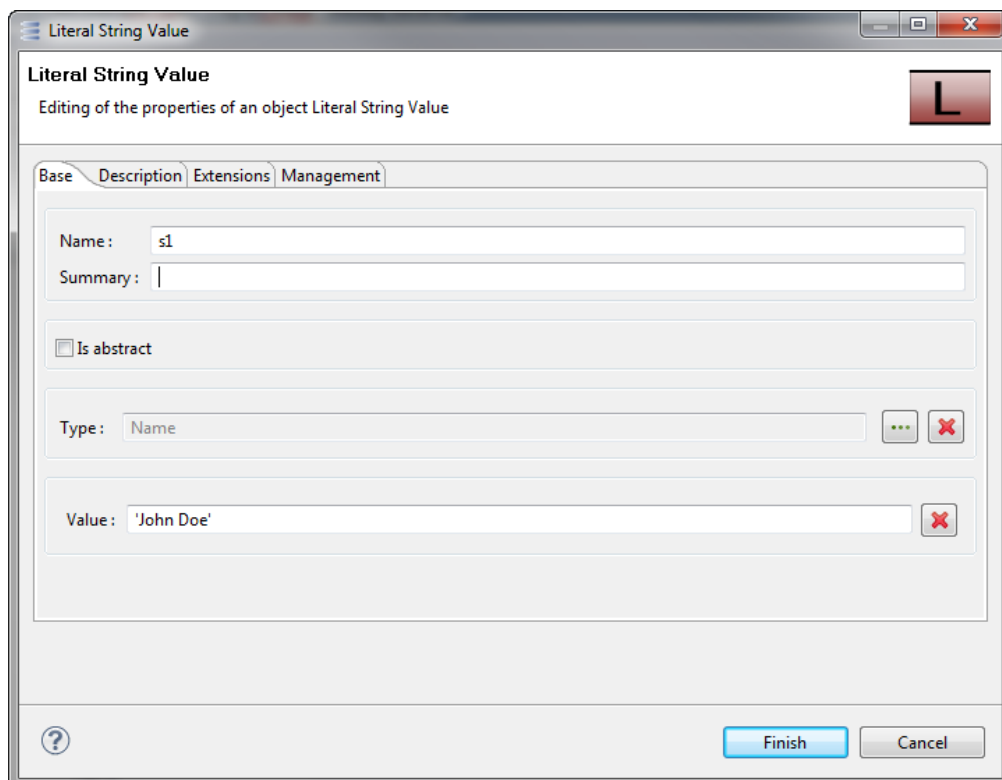 Literal String Value
Literal String Value
Editing of the properties of an object Literal String Value
L
Base Description Extensions Management
Name : s1
Summary :
Is abstract
Type : Name ...
Value : 'John Doe'
? Finish Cancel